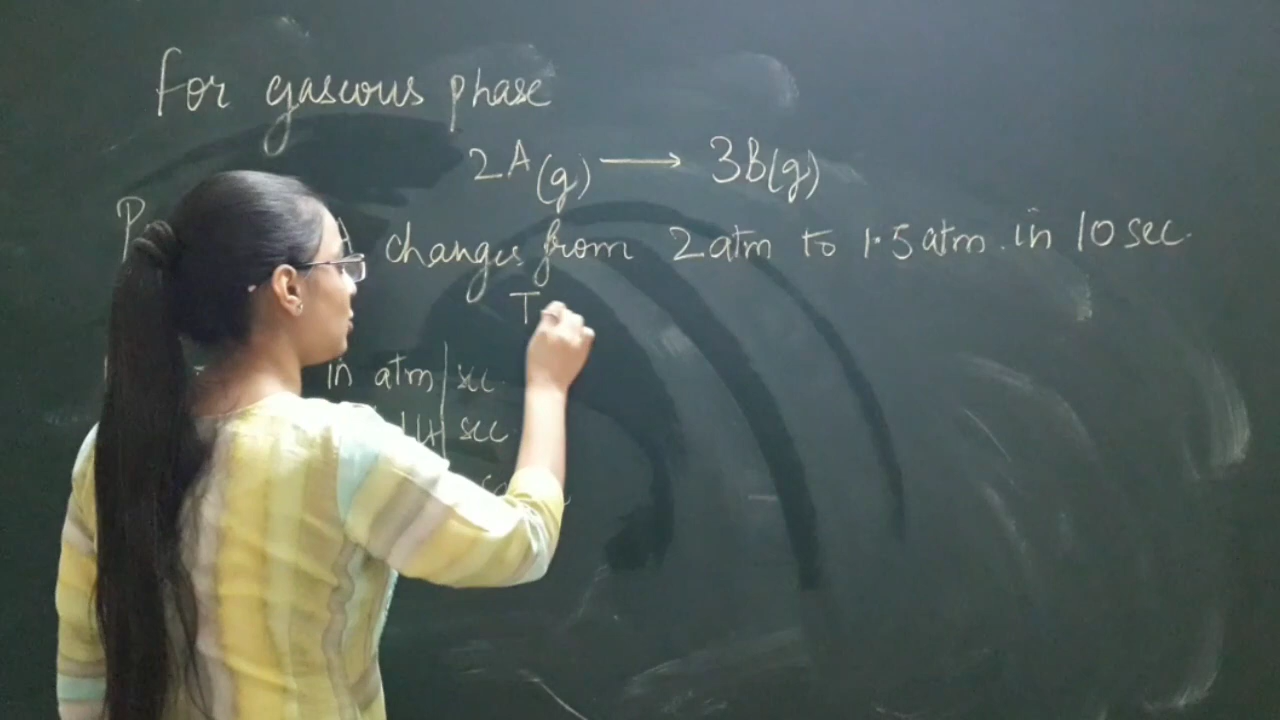 For gaseous phase
2A(g) → 3B(g)
changes from 2 atm to 1.5 atm in 10 sec.
T
in atm/sec.
sec.